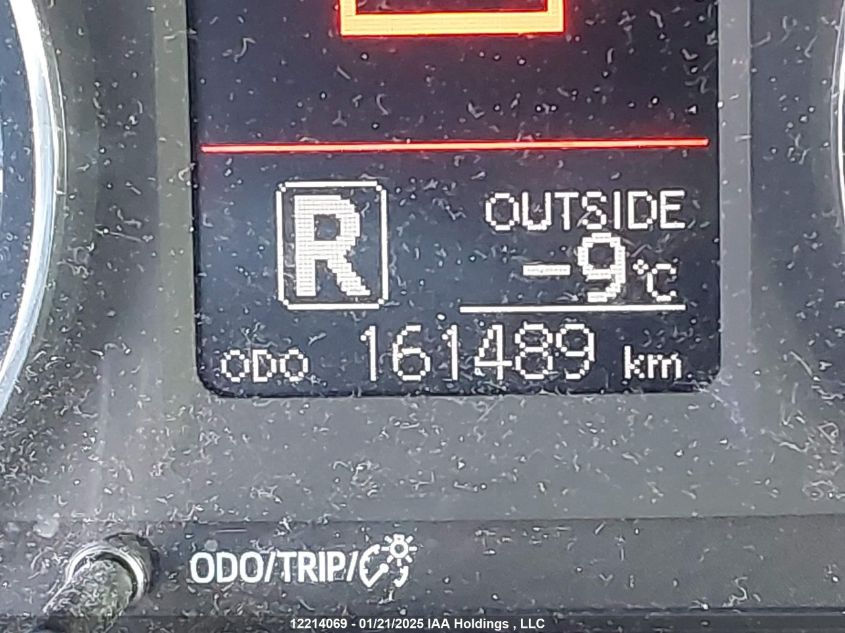 R
OUTSIDE
-9°C
ODO 161489 km
ODO/TRIP/
12214069 - 01/21/2025 IAA Holdings , LLC